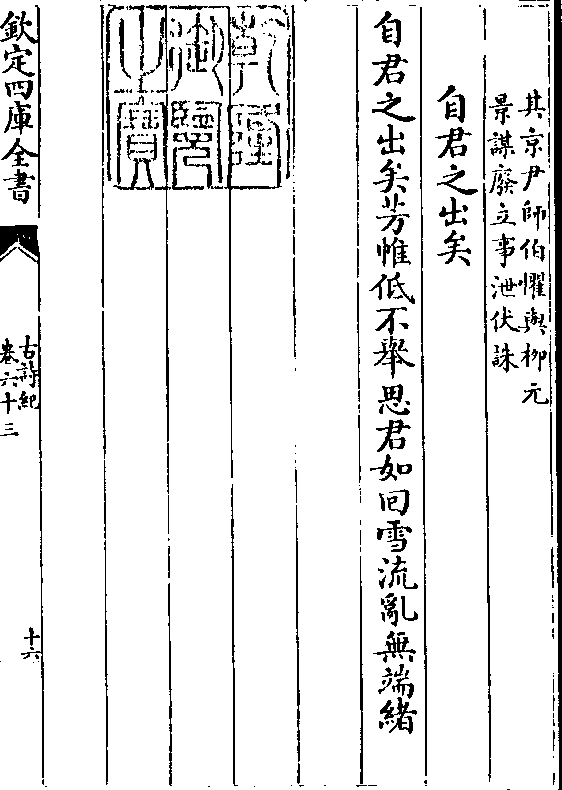 其京尹師伯懼與柳元
景謀廢立事泄伏誅
自君之出矣
自君之出矣芳帷低不舉思君如回雪流亂無端緒
乾隆
御覽
之寶
欽定四庫全書
古詩紀
卷六十三
十六